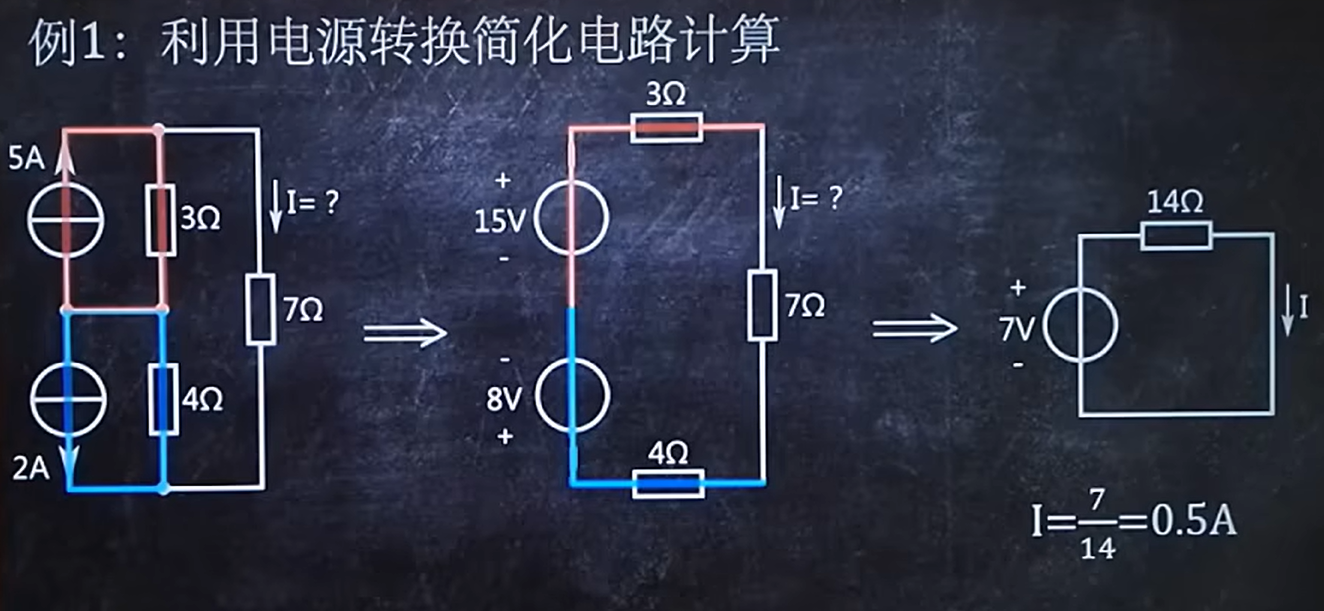 例1：利用电源转换简化电路计算
5A
3Ω
I= ?
7Ω
4Ω
2A
3Ω
+
15V
-
I= ?
7Ω
-
8V
+
4Ω
14Ω
+
7V
-
I
I=7/14=0.5A